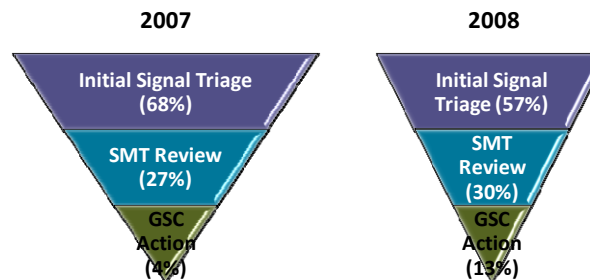 2007
Initial Signal Triage
(68%)
SMT Review
(27%)
GSC
Action
(4%)
2008
Initial Signal
Triage (57%)
SMT
Review
(30%)
GSC
Action
(13%)